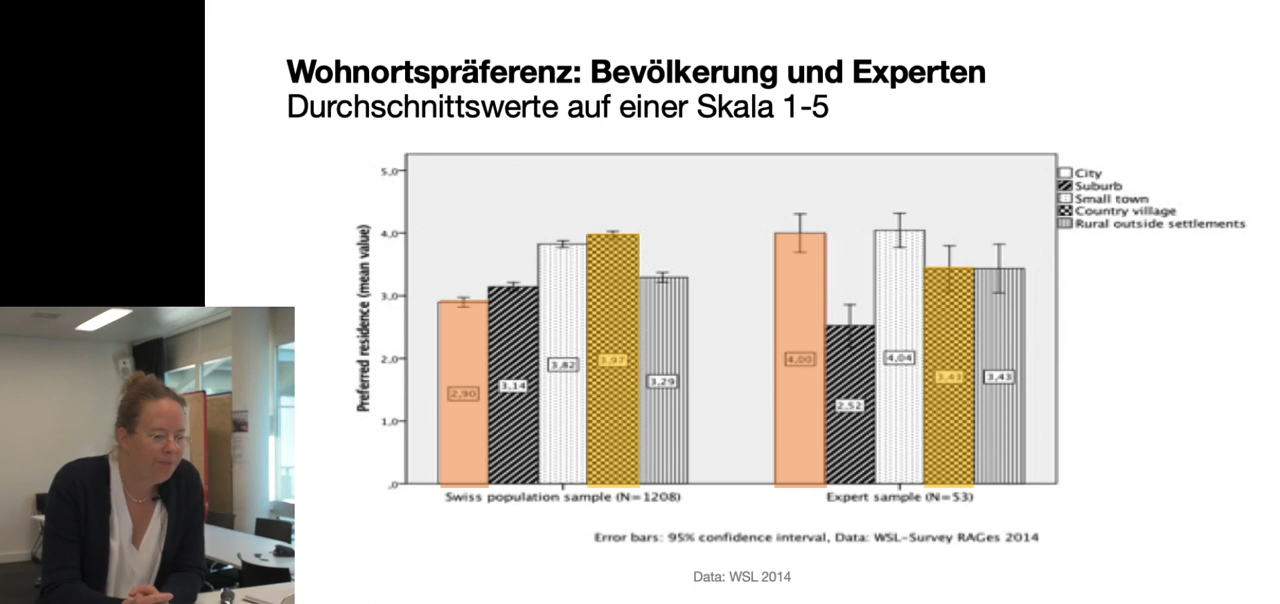 Wohnortspräferenz: Bevölkerung und Experten
Durchschnittswerte auf einer Skala 1-5
Preferred residence (mean value)
5,0
4,0
3,0
2,0
1,0
,0
2,90
3,14
3,82
3,97
3,29
4,00
2,52
4,04
3,43
3,43
Swiss population sample (N=1208)
Expert sample (N=53)
City
Suburb
Small town
Country village
Rural outside settlements
Error bars: 95% confidence interval, Data: WSL-Survey RAGes 2014
Data: WSL 2014